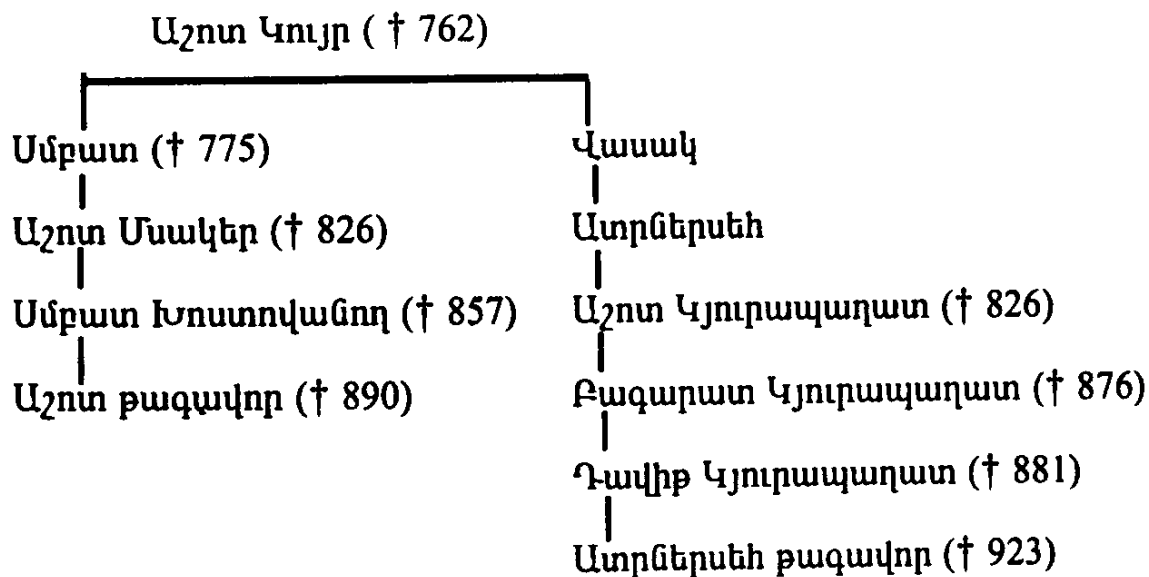 Աշոտ Կույր ( † 762)
Սմբատ († 775)
Վասակ
Աշոտ Մսակեր († 826)
Ատրներսեհ
Սմբատ Խոստովանող († 857)
Աշոտ Կյուրապաղատ († 826)
Աշոտ թագավոր († 890)
Բագարատ Կյուրապաղատ († 876)
Դավիթ Կյուրապաղատ († 881)
Ատրներսեհ թագավոր († 923)